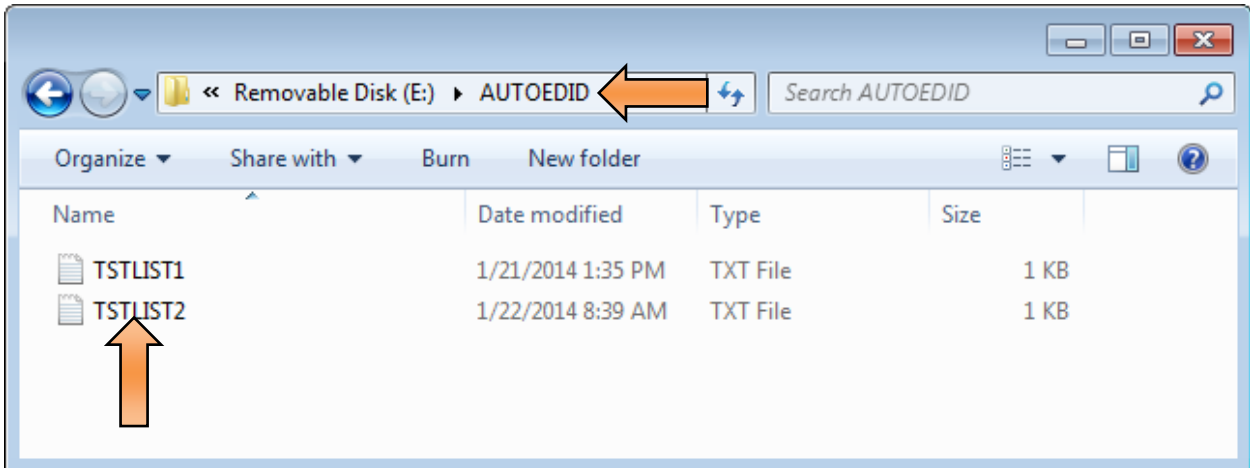 « Removable Disk (E:) ▸ AUTOEDID Search AUTOEDID
Organize ▾ Share with ▾ Burn New folder
Name Date modified Type Size
TSTLIST1 1/21/2014 1:35 PM TXT File 1 KB
TSTLIST2 1/22/2014 8:39 AM TXT File 1 KB